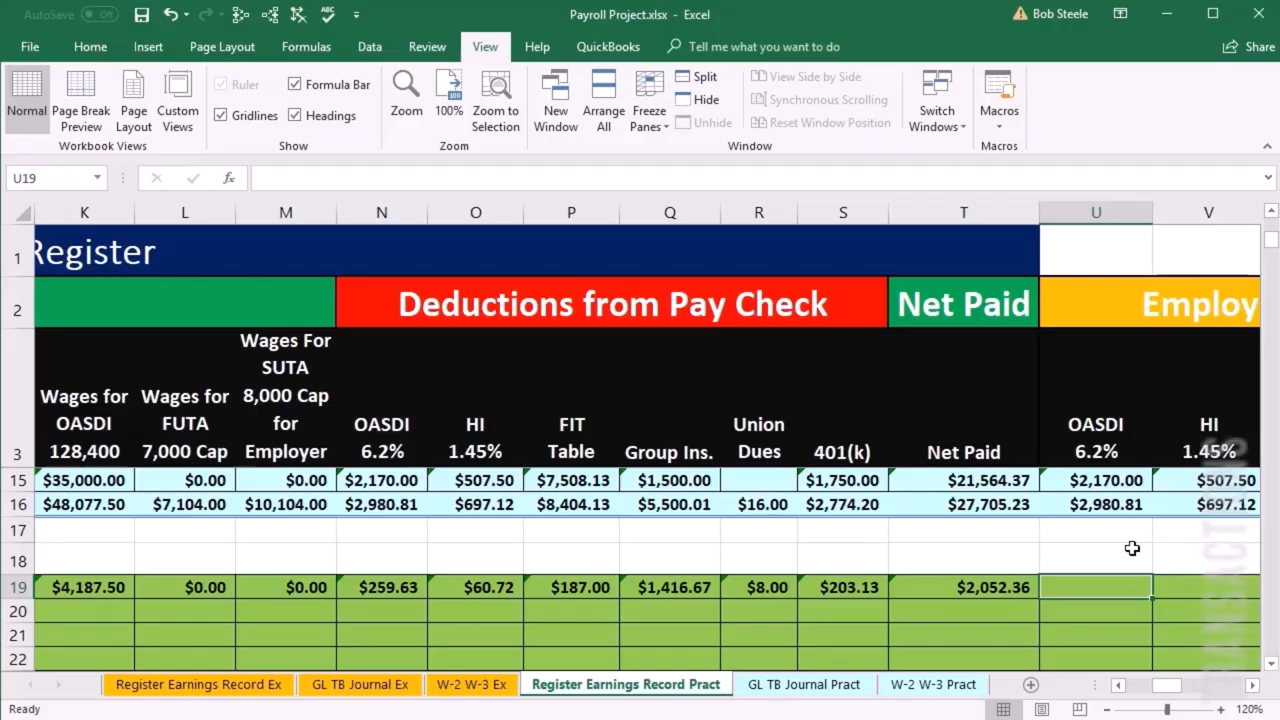 AutoSave Off Payroll Project.xlsx - Excel Bob Steele
File Home Insert Page Layout Formulas Data Review View Help QuickBooks Tell me what you want to do Share
Normal Page Break Preview Page Layout Custom Views
Workbook Views
Ruler Formula Bar
Gridlines Headings
Show
Zoom 100% Zoom to Selection
Zoom
New Window Arrange All Freeze Panes
Split
Hide
Unhide
View Side by Side
Synchronous Scrolling
Reset Window Position
Switch Windows
Window
Macros
Macros
U19 fx
K L M N O P Q R S T U V
1 Register
2 Deductions from Pay Check Net Paid Employ
3 Wages for OASDI 128,400 Wages for FUTA 7,000 Cap Wages For SUTA 8,000 Cap for Employer OASDI 6.2% HI 1.45% FIT Table Group Ins. Union Dues 401(k) Net Paid OASDI 6.2% HI 1.45%
15 $35,000.00 $0.00 $0.00 $2,170.00 $507.50 $7,508.13 $1,500.00 $1,750.00 $21,564.37 $2,170.00 $507.50
16 $48,077.50 $7,104.00 $10,104.00 $2,980.81 $697.12 $8,404.13 $5,500.01 $16.00 $2,774.20 $27,705.23 $2,980.81 $697.12
17
18
19 $4,187.50 $0.00 $0.00 $259.63 $60.72 $187.00 $1,416.67 $8.00 $203.13 $2,052.36
20
21
22
Register Earnings Record Ex GL TB Journal Ex W-2 W-3 Ex Register Earnings Record Pract GL TB Journal Pract W-2 W-3 Pract
Ready 120%